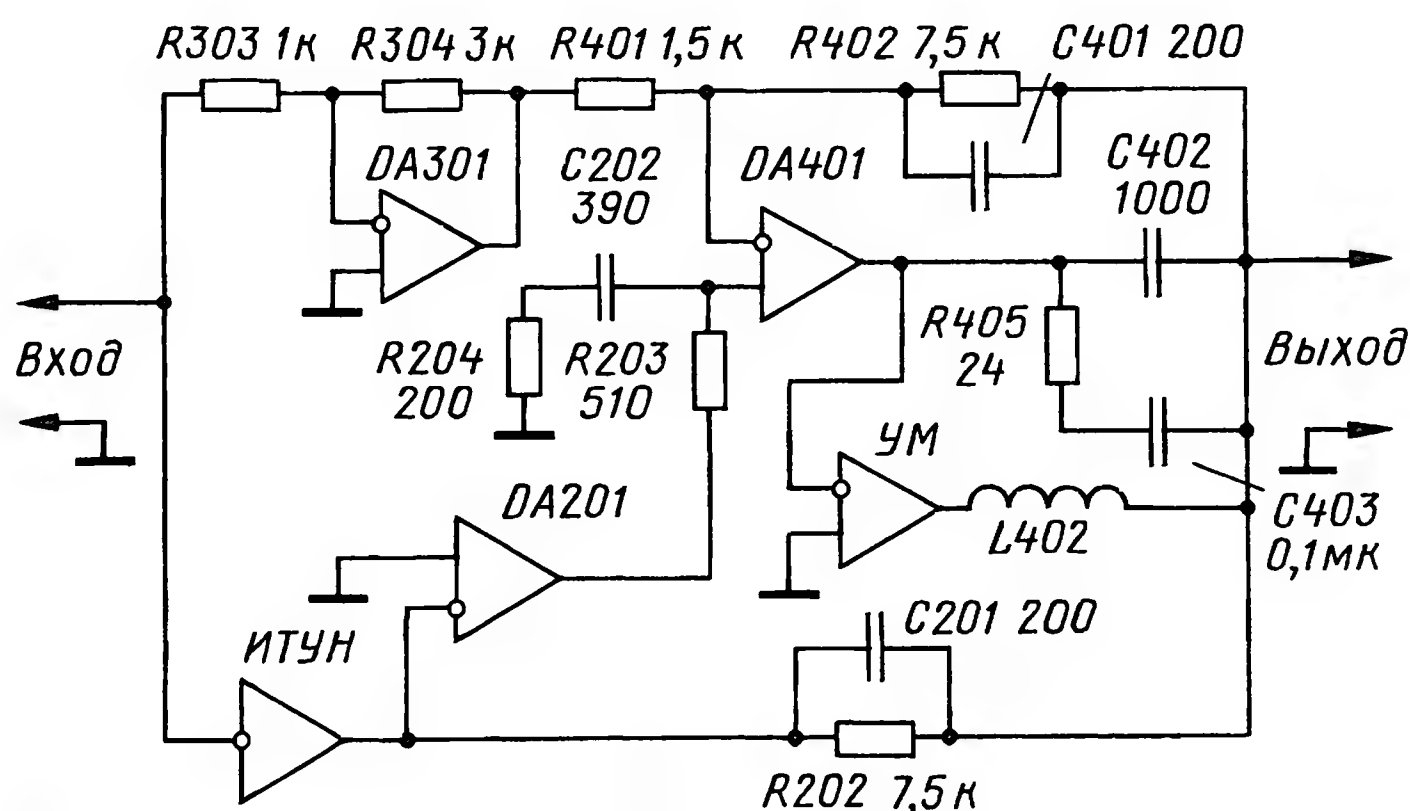 R303 1к
R304 3к
R401 1,5 к
R402 7,5 к
C401 200
DA301
C202
390
DA401
C402
1000
Вход
R204
200
R203
510
R405
24
Выход
УМ
DA201
L402
C403
0,1мк
ИТУН
C201 200
R202 7,5 к